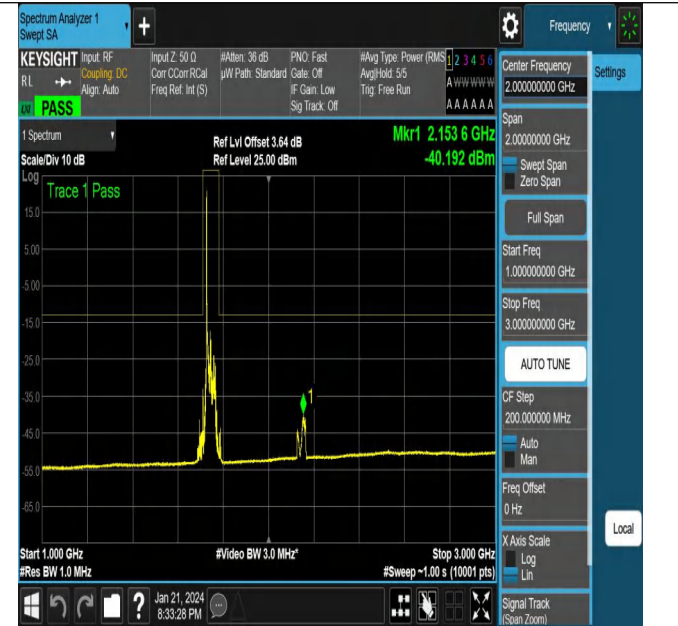 Spectrum Analyzer 1
Swept SA
+
Frequency
KEYSIGHT
RL
LXI
PASS
Input: RF
Coupling: DC
Align: Auto
Input Z: 50 Ω
Corr CCorr RCal
Freq Ref: Int (S)
#Atten: 36 dB
µW Path: Standard
PNO: Fast
Gate: Off
IF Gain: Low
Sig Track: Off
#Avg Type: Power (RMS
Avg|Hold: 5/5
Trig: Free Run
1 2 3 4 5 6
A W W W W W
A A A A A A
Center Frequency
2.000000000 GHz
Settings
Span
2.00000000 GHz
Swept Span
Zero Span
Full Span
Start Freq
1.000000000 GHz
Stop Freq
3.000000000 GHz
AUTO TUNE
CF Step
200.000000 MHz
Auto
Man
Freq Offset
0 Hz
X Axis Scale
Log
Lin
Local
Signal Track
(Span Zoom)
1 Spectrum
Scale/Div 10 dB
Ref Lvl Offset 3.64 dB
Ref Level 25.00 dBm
Mkr1 2.153 6 GHz
-40.192 dBm
Log
Trace 1 Pass
15.0
5.00
-5.00
-15.0
-25.0
-35.0
-45.0
-55.0
-65.0
1
Start 1.000 GHz
#Video BW 3.0 MHz*
Stop 3.000 GHz
#Res BW 1.0 MHz
#Sweep ~1.00 s (10001 pts)
?
Jan 21, 2024
8:33:28 PM